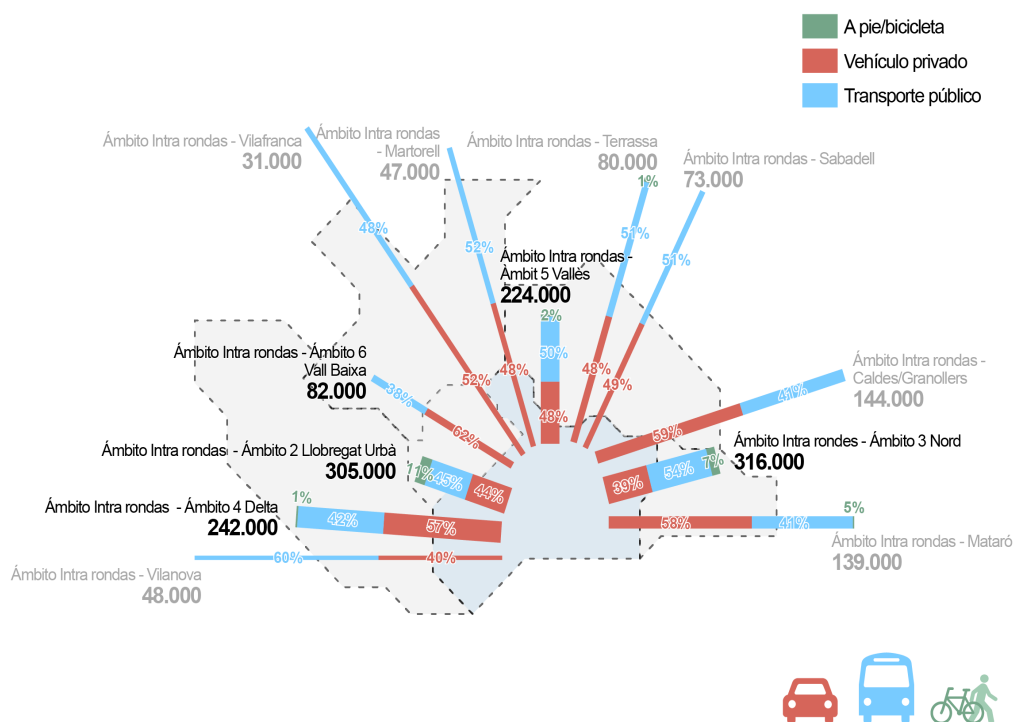 A pie/bicicleta
Vehículo privado
Transporte público
Ámbito Intra rondas - Vilafranca
31.000
Ámbito Intra rondas
- Martorell
47.000
Ámbito Intra rondas - Terrassa
80.000
Ámbito Intra rondas - Sabadell
73.000
1%
48%
52%
51%
51%
Ámbito Intra rondas -
Àmbit 5 Vallès
224.000
2%
50%
48%
52%
48%
48%
49%
Ámbito Intra rondas - Ámbito 6
Vall Baixa
82.000
38%
62%
Ámbito Intra rondas -
Caldes/Granollers
144.000
41%
59%
Ámbito Intra rondas - Ámbito 2 Llobregat Urbà
305.000
11%
45%
44%
Ámbito Intra rondes - Ámbito 3 Nord
316.000
39%
54%
7%
Ámbito Intra rondas - Ámbito 4 Delta
242.000
1%
42%
57%
58%
41%
5%
Ámbito Intra rondas - Mataró
139.000
60%
40%
Ámbito Intra rondas - Vilanova
48.000